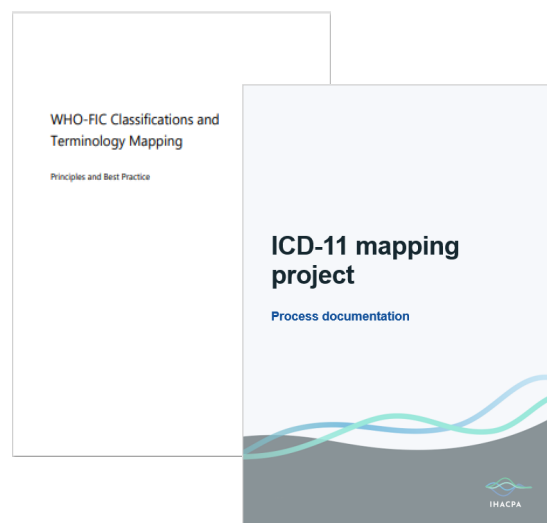 WHO-FIC Classifications and
Terminology Mapping
Principles and Best Practice
ICD-11 mapping
project
Process documentation
IHACPA